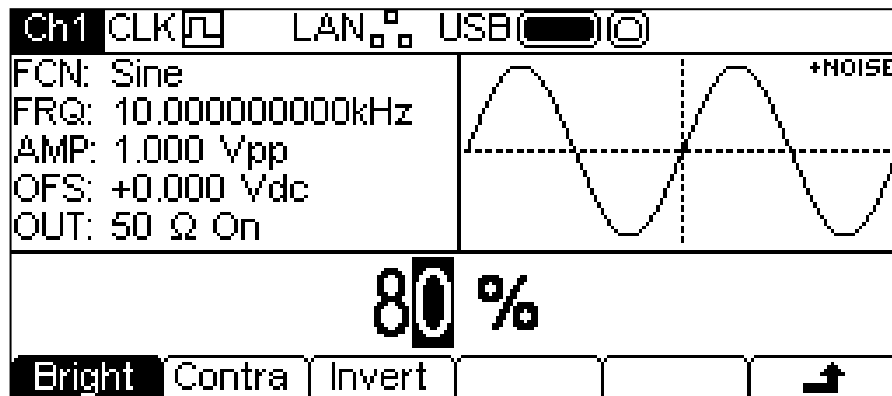 Ch1 CLK LAN USB
FCN: Sine
FRQ: 10.000000000kHz
AMP: 1.000 Vpp
OFS: +0.000 Vdc
OUT: 50 Ω On
+NOISE
80 %
Bright Contra Invert